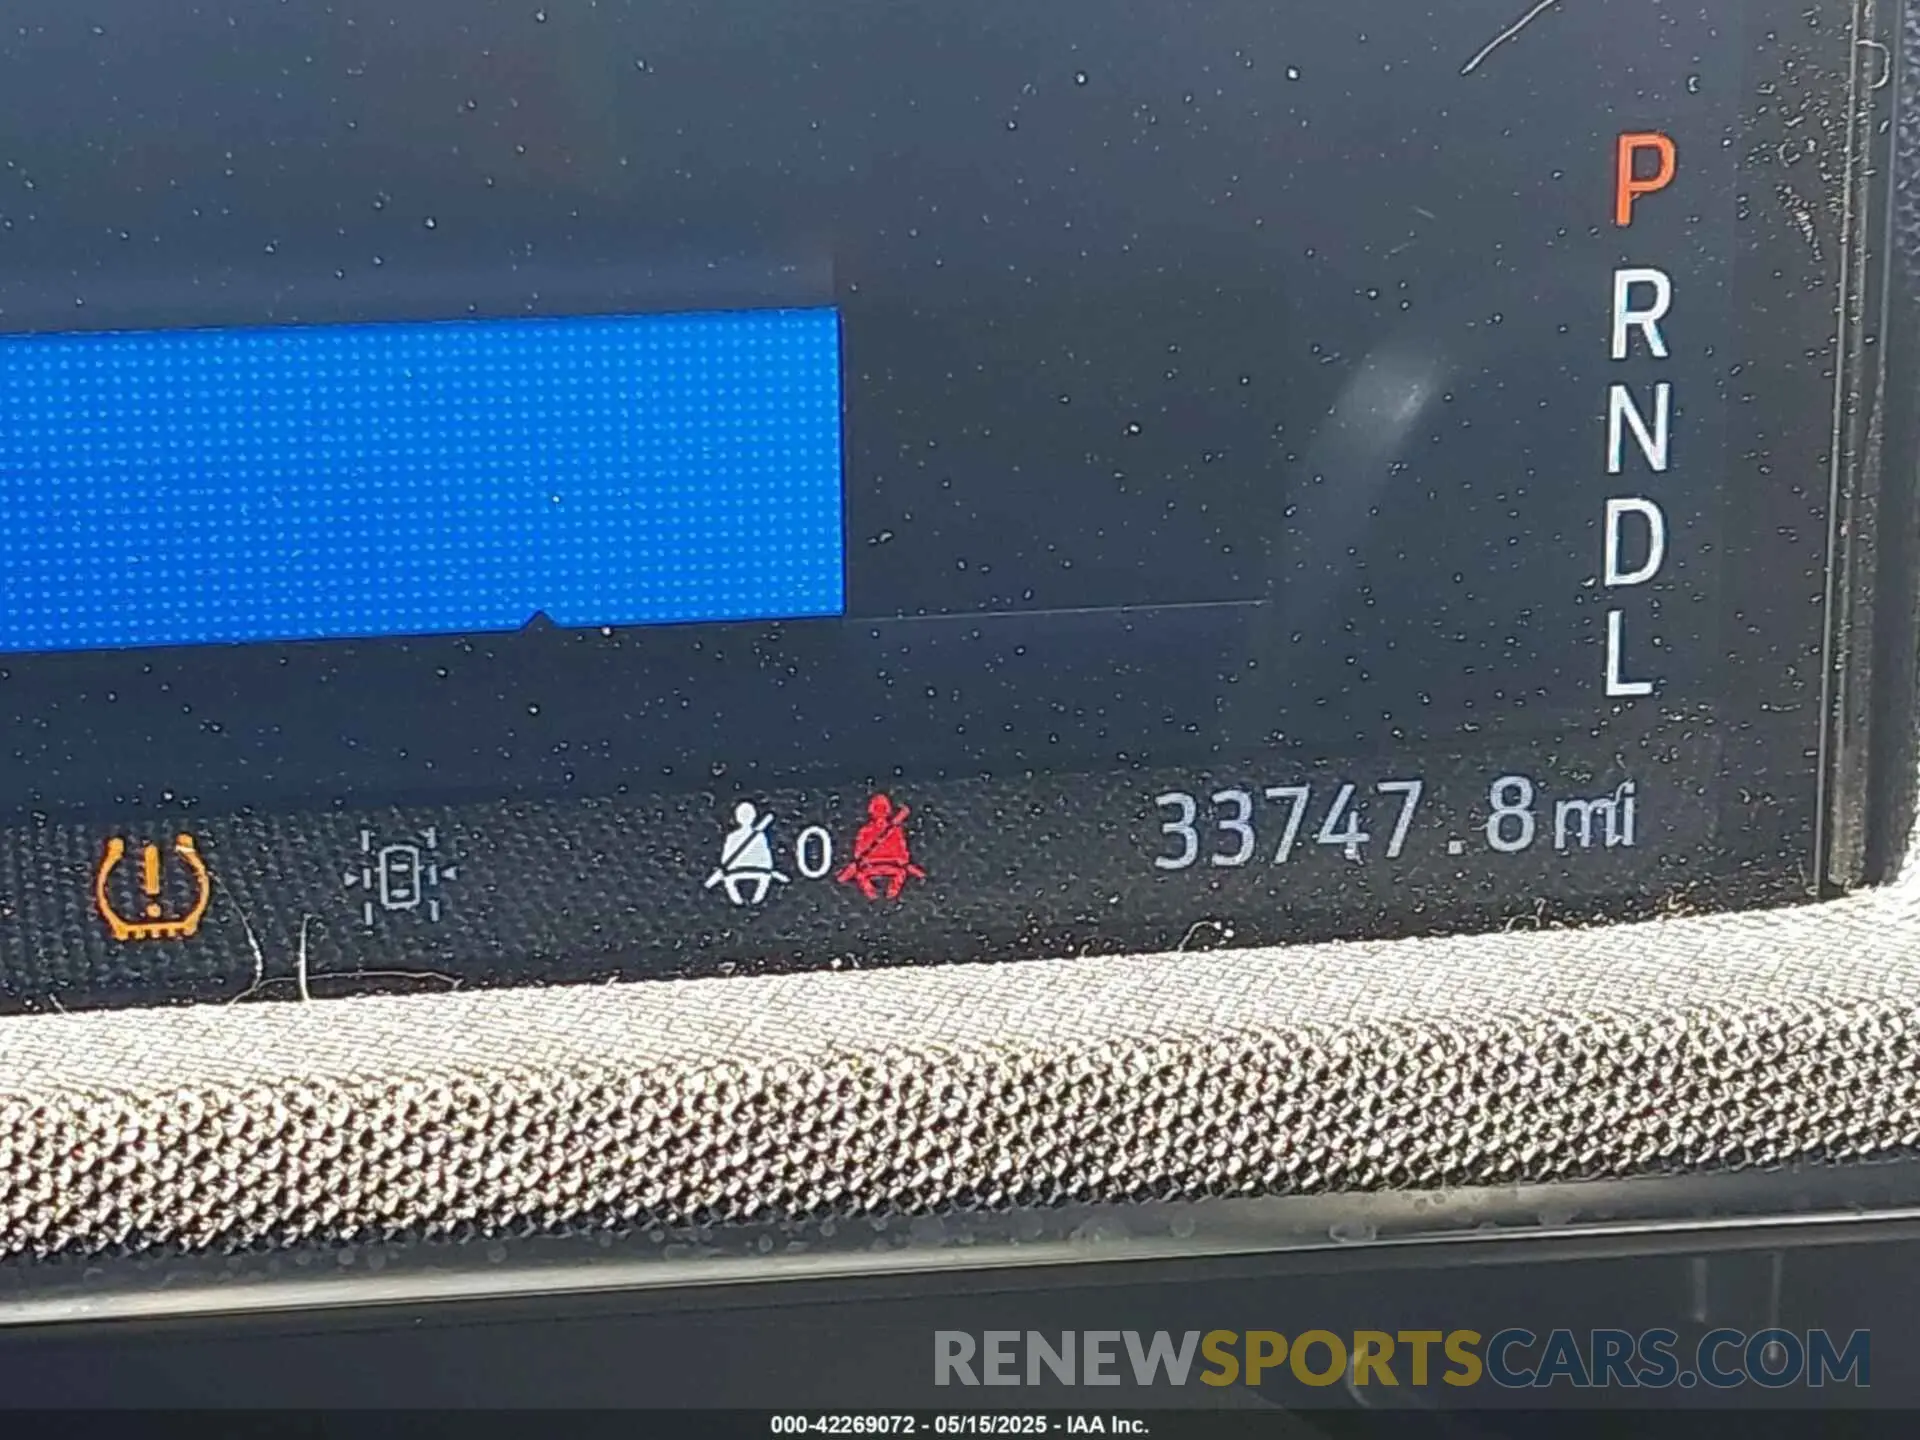 P
R
N
D
L
0
33747.8mi
RENEWSPORTSCARS.COM
000-42269072 - 05/15/2025 - IAA Inc.